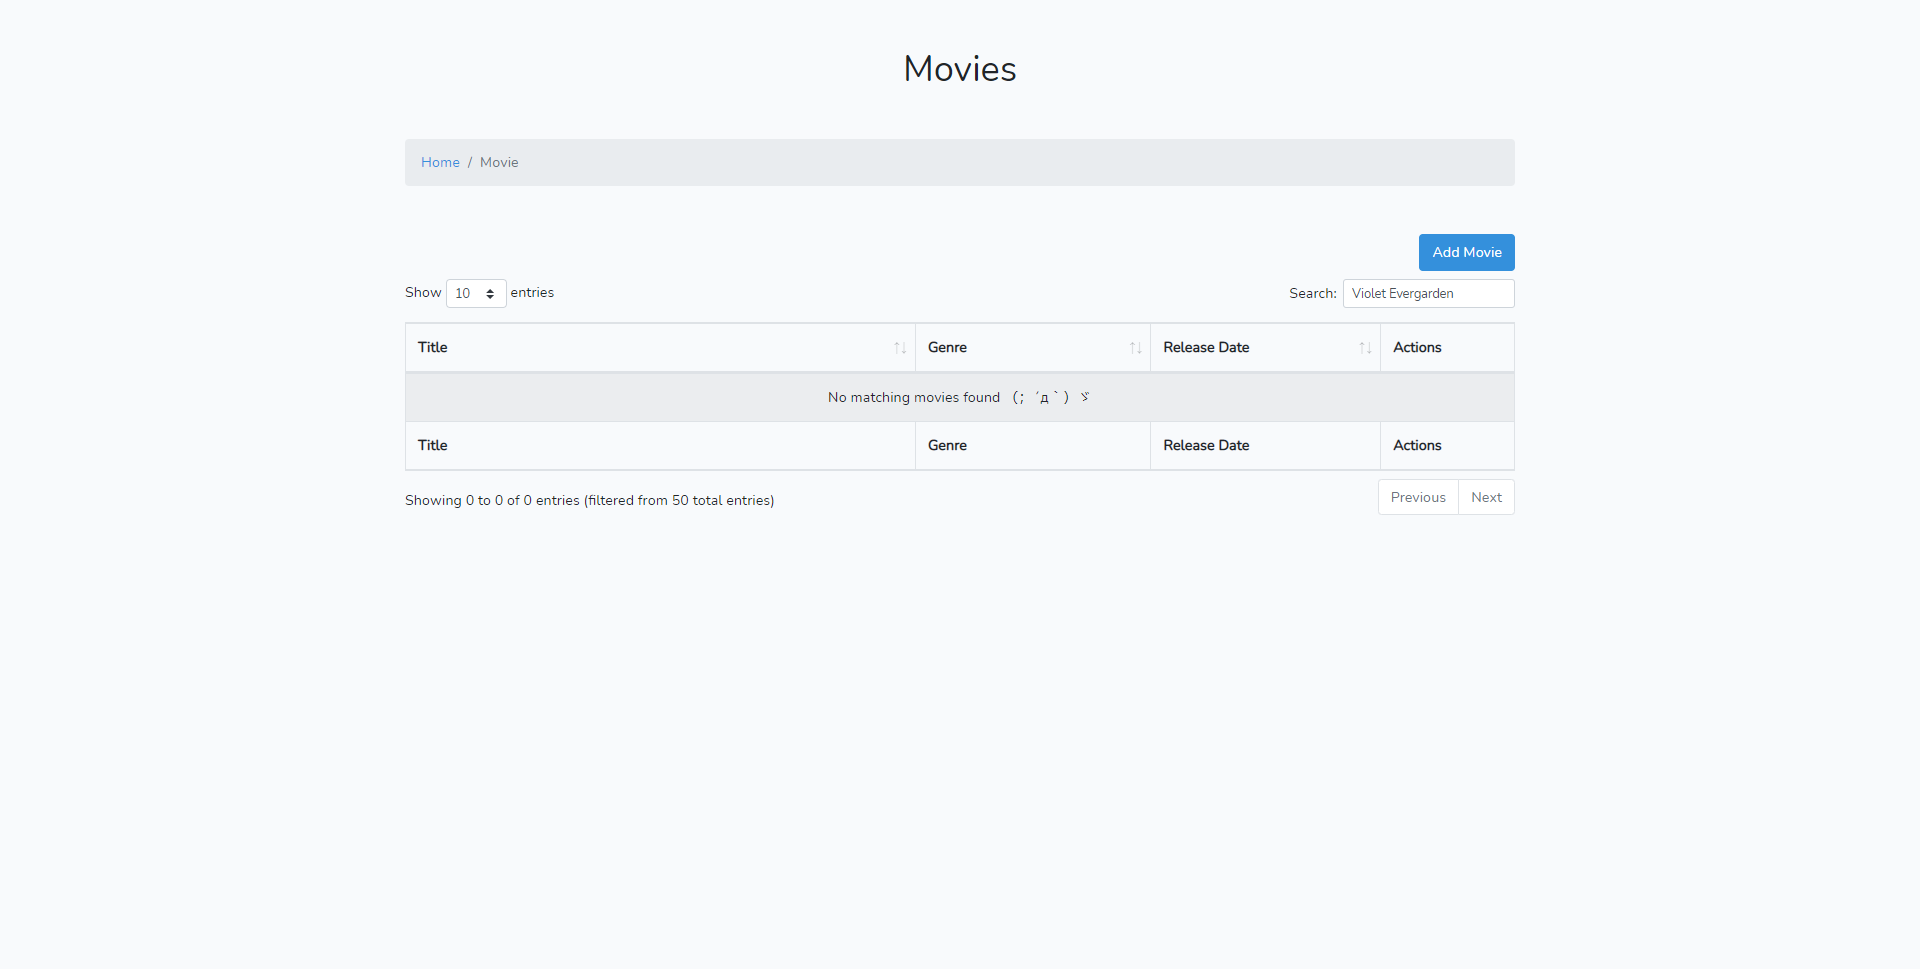 Movies
Home / Movie
Add Movie
Show 10 entries
Search: Violet Evergarden
Title Genre Release Date Actions
No matching movies found (; ´д｀) ゞ
Title Genre Release Date Actions
Showing 0 to 0 of 0 entries (filtered from 50 total entries)
Previous Next